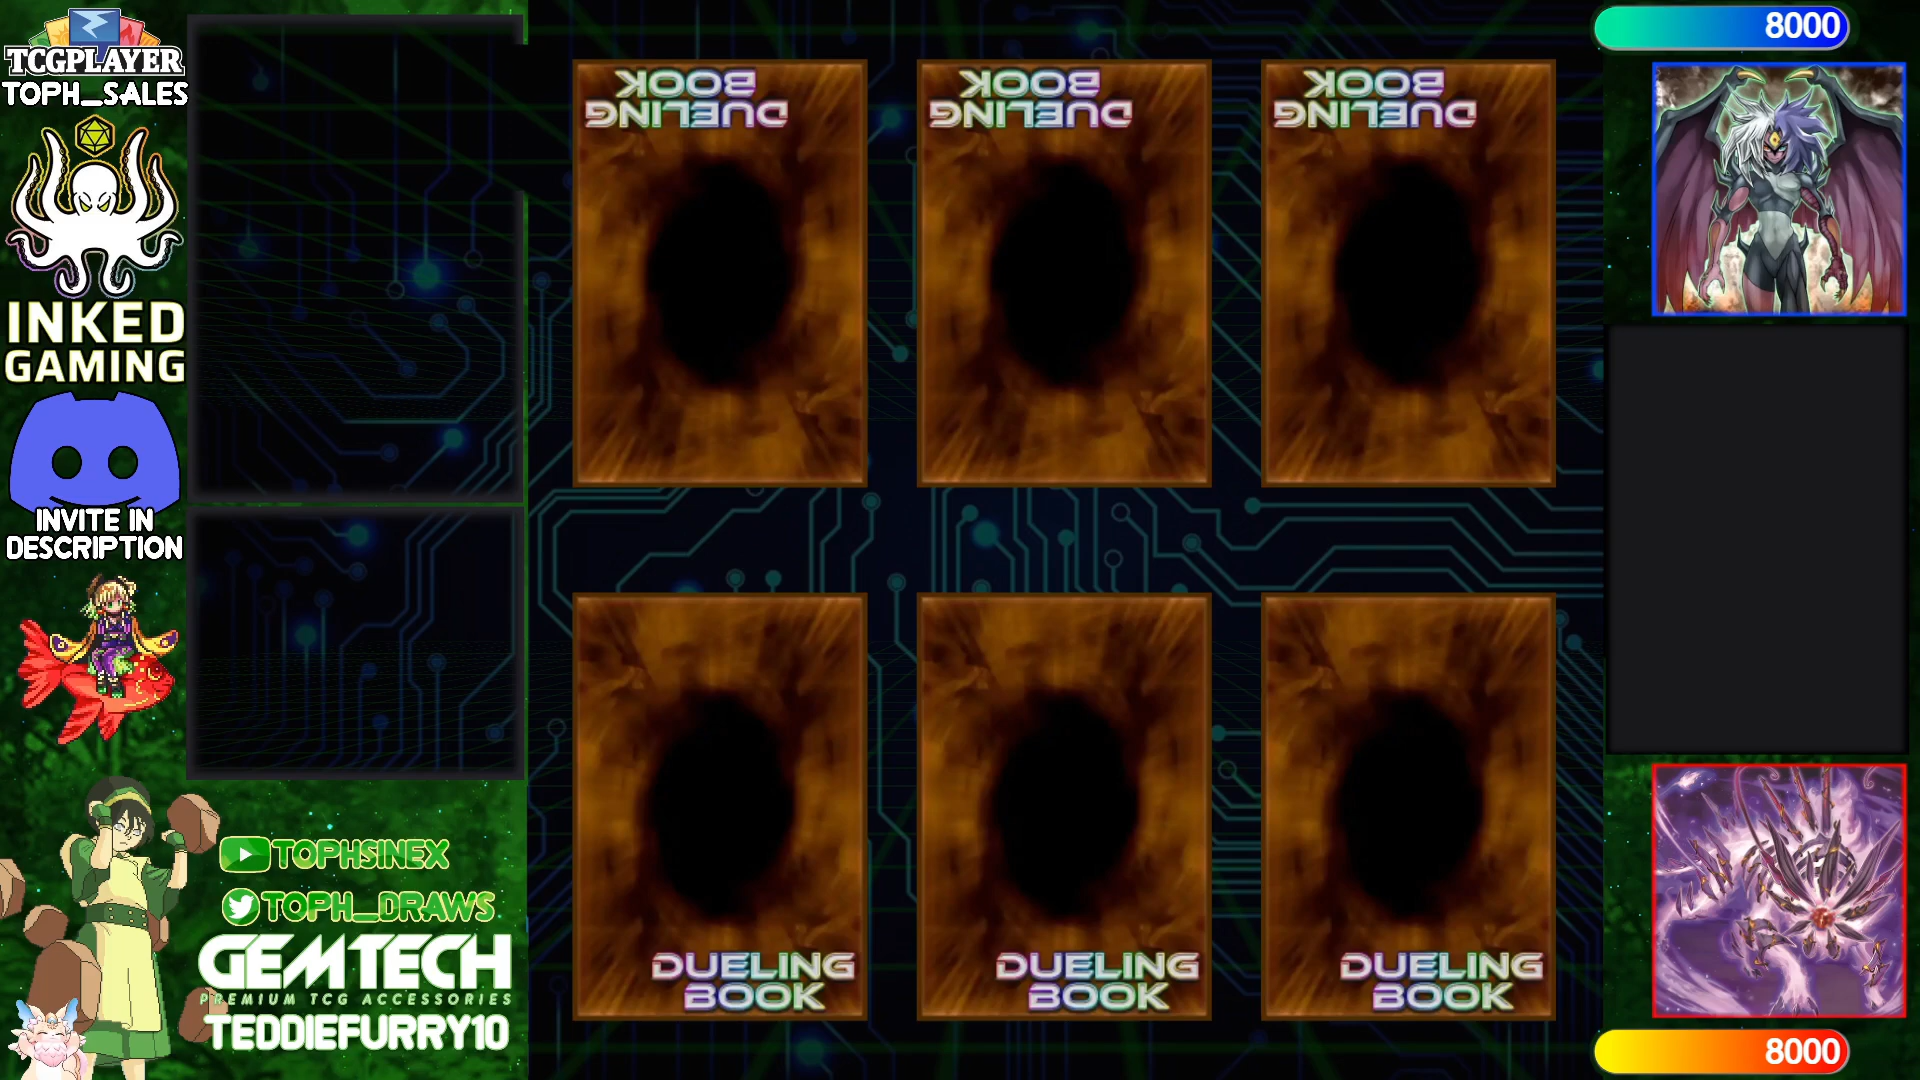 TCGPLAYER
TOPH_SALES
INKED
GAMING
INVITE IN
DESCRIPTION
TOPHSINEX
TOPH_DRAWS
GEMTECH
PREMIUM TCG ACCESSORIES
TEDDIEFURRY10
DUELING
BOOK
DUELING
BOOK
DUELING
BOOK
DUELING
BOOK
DUELING
BOOK
DUELING
BOOK
8000
8000